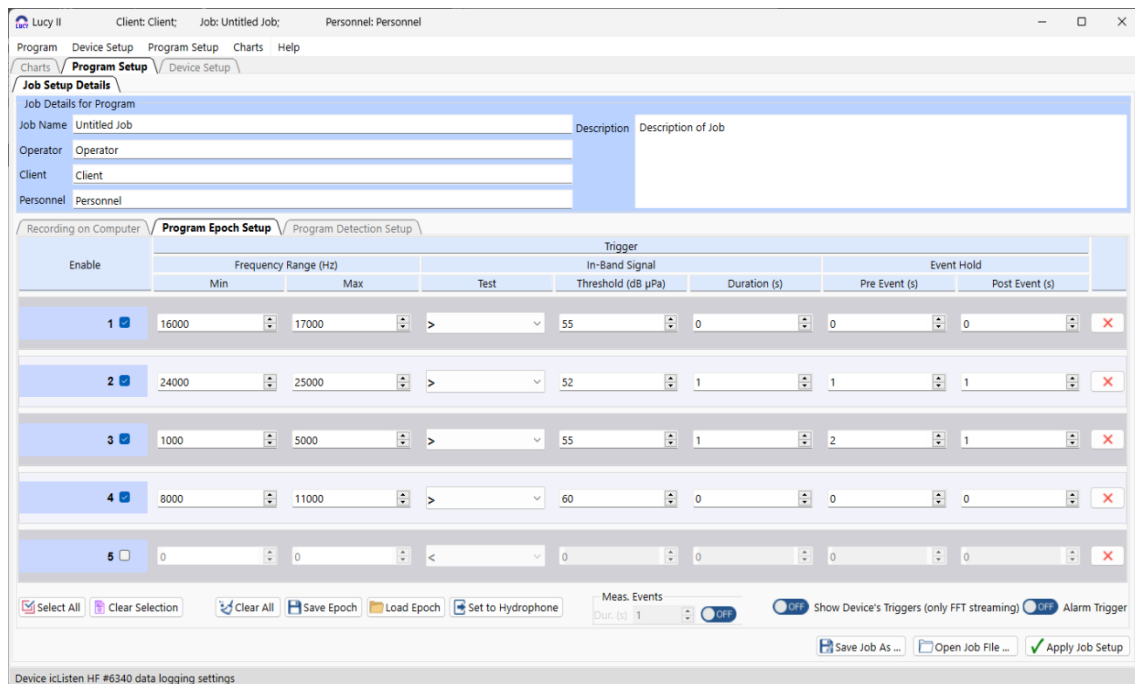 Lucy II Client: Client; Job: Untitled Job; Personnel: Personnel
Program Device Setup Program Setup Charts Help
Charts Program Setup Device Setup
Job Setup Details
Job Details for Program
Job Name Untitled Job Description Description of Job
Operator Operator
Client Client
Personnel Personnel
Recording on Computer Program Epoch Setup Program Detection Setup
Trigger
Enable Frequency Range (Hz) In-Band Signal Event Hold
Min Max Test Threshold (dB µPa) Duration (s) Pre Event (s) Post Event (s)
1 16000 17000 > 55 0 0 0
2 24000 25000 > 52 1 1 1
3 1000 5000 > 55 1 2 1
4 8000 11000 > 60 0 0 0
5 0 0 < 0 0 0 0
Meas. Events
Select All Clear Selection Clear All Save Epoch Load Epoch Set to Hydrophone Dur. (s) 1 OFF OFF Show Device's Triggers (only FFT streaming) OFF Alarm Trigger
Save Job As ... Open Job File ... Apply Job Setup
Device icListen HF #6340 data logging settings